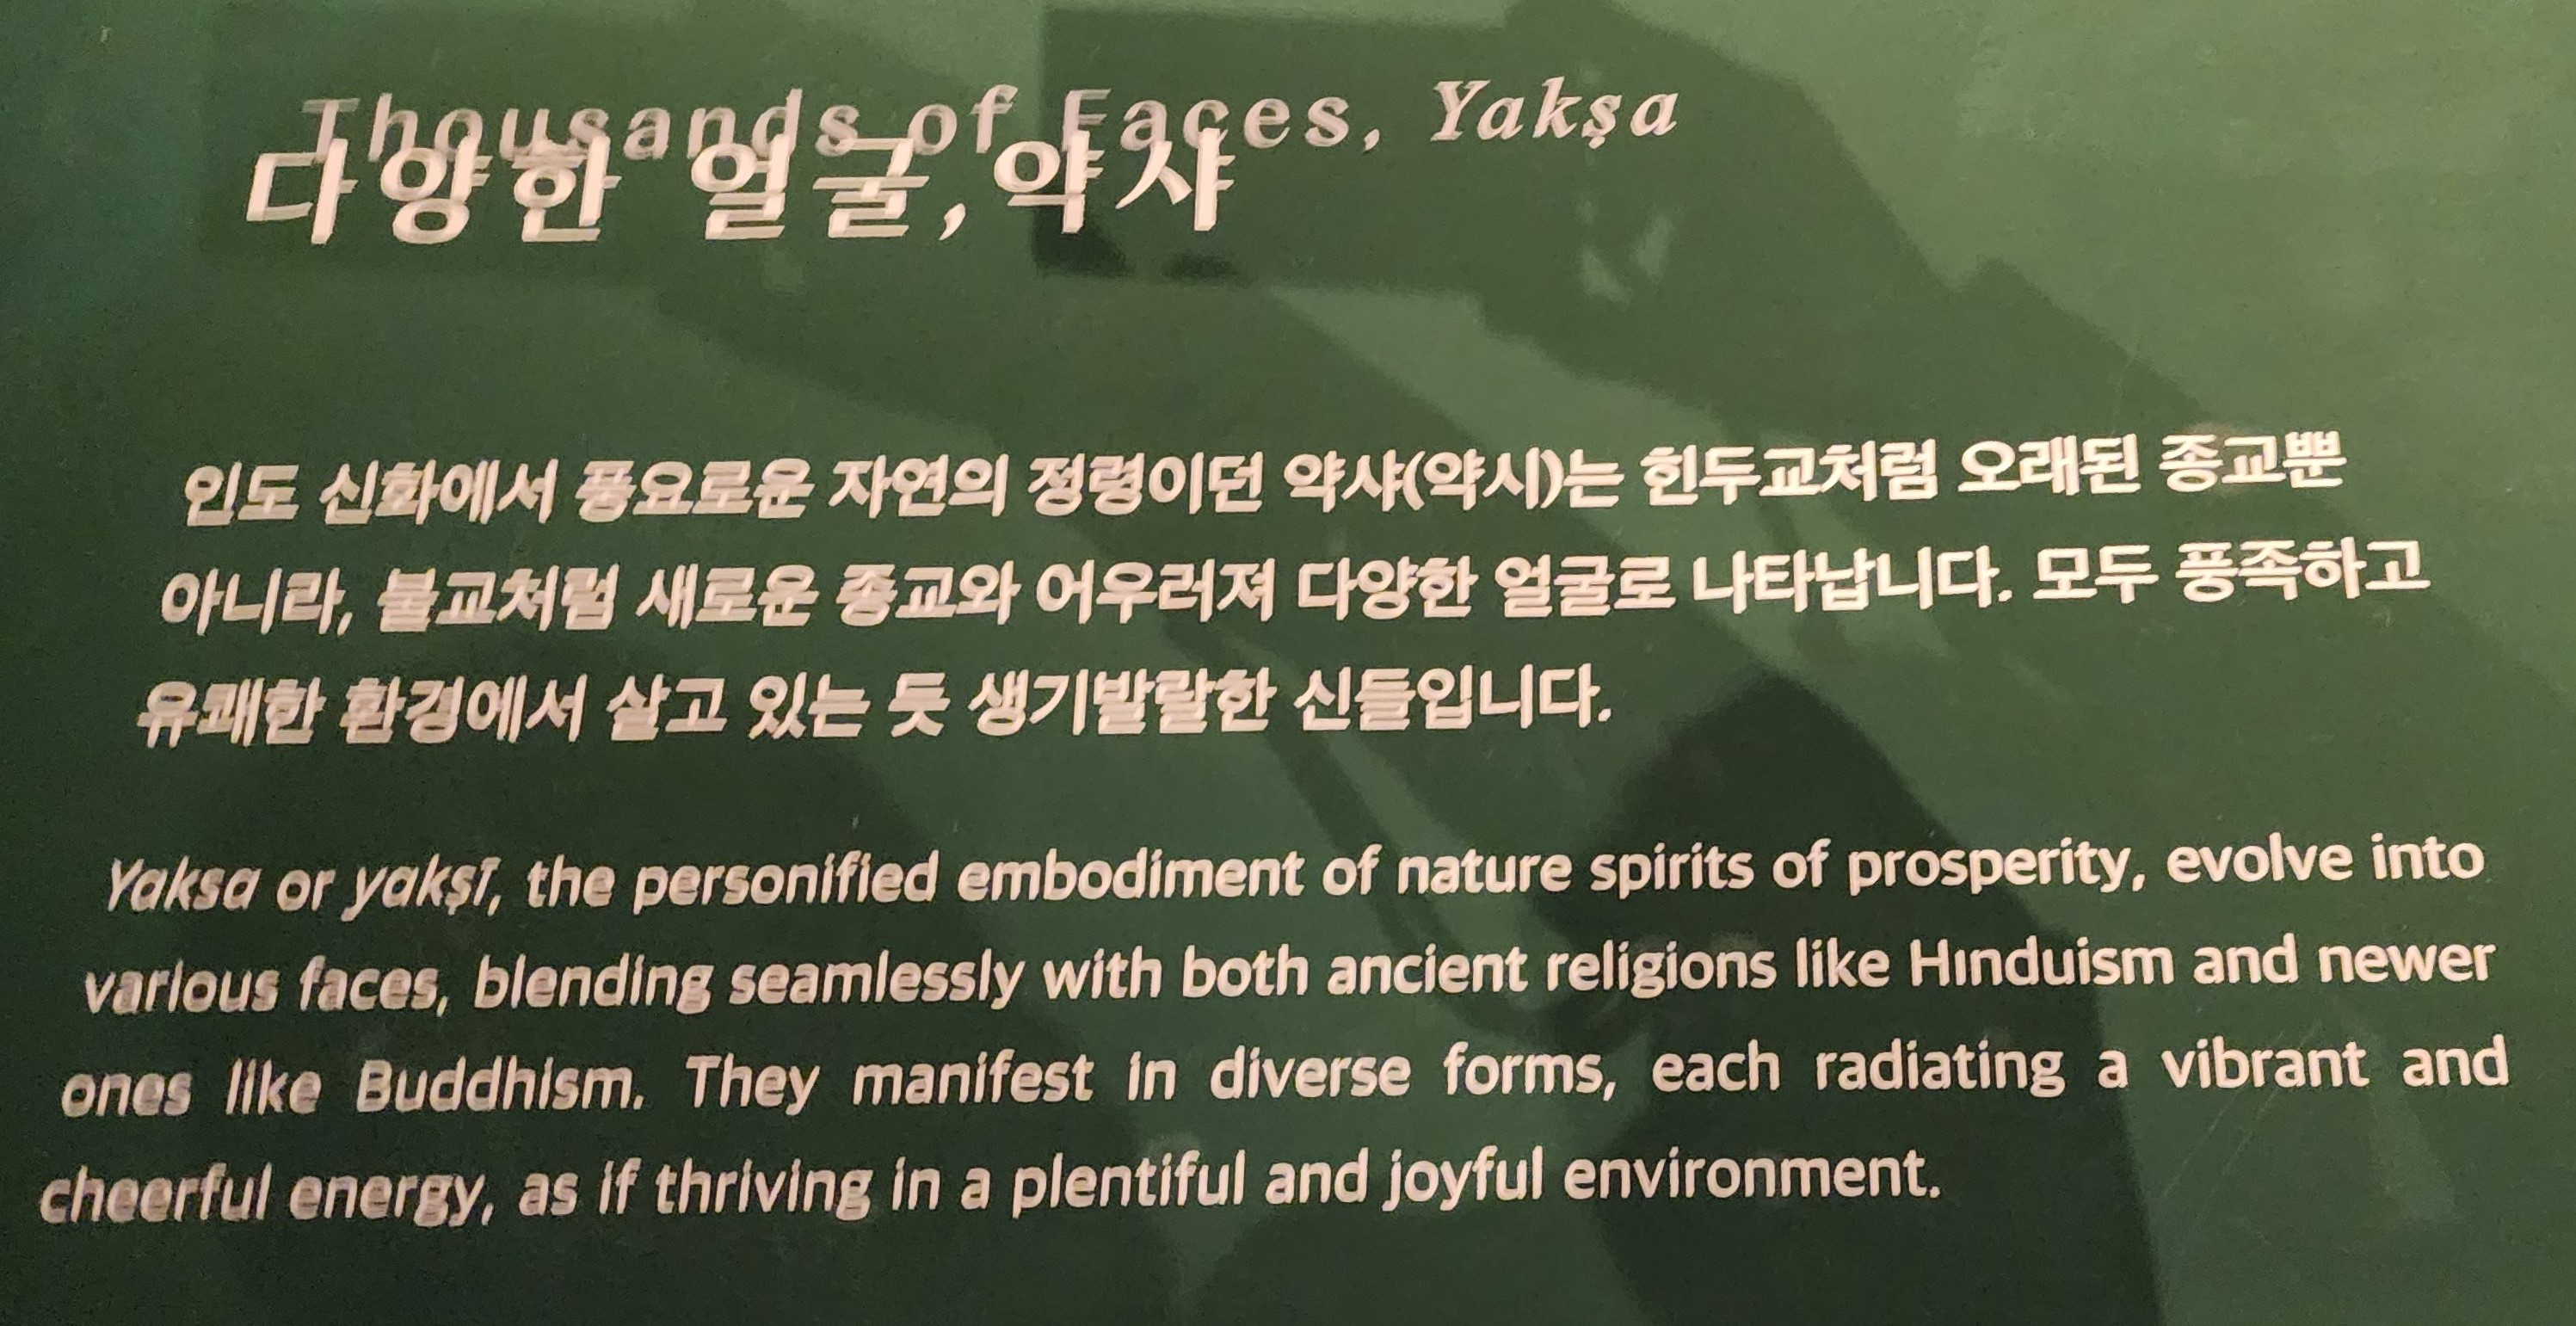 Thousands of Faces, Yakṣa
다양한 얼굴, 약샤
인도 신화에서 풍요로운 자연의 정령이던 약샤(약시)는 힌두교처럼 오래된 종교뿐
아니라, 불교처럼 새로운 종교와 어우러져 다양한 얼굴로 나타납니다. 모두 풍족하고
유쾌한 환경에서 살고 있는 듯 생기발랄한 신들입니다.
Yaksa or yakṣī, the personified embodiment of nature spirits of prosperity, evolve into
various faces, blending seamlessly with both ancient religions like Hinduism and newer
ones like Buddhism. They manifest in diverse forms, each radiating a vibrant and
cheerful energy, as if thriving in a plentiful and joyful environment.